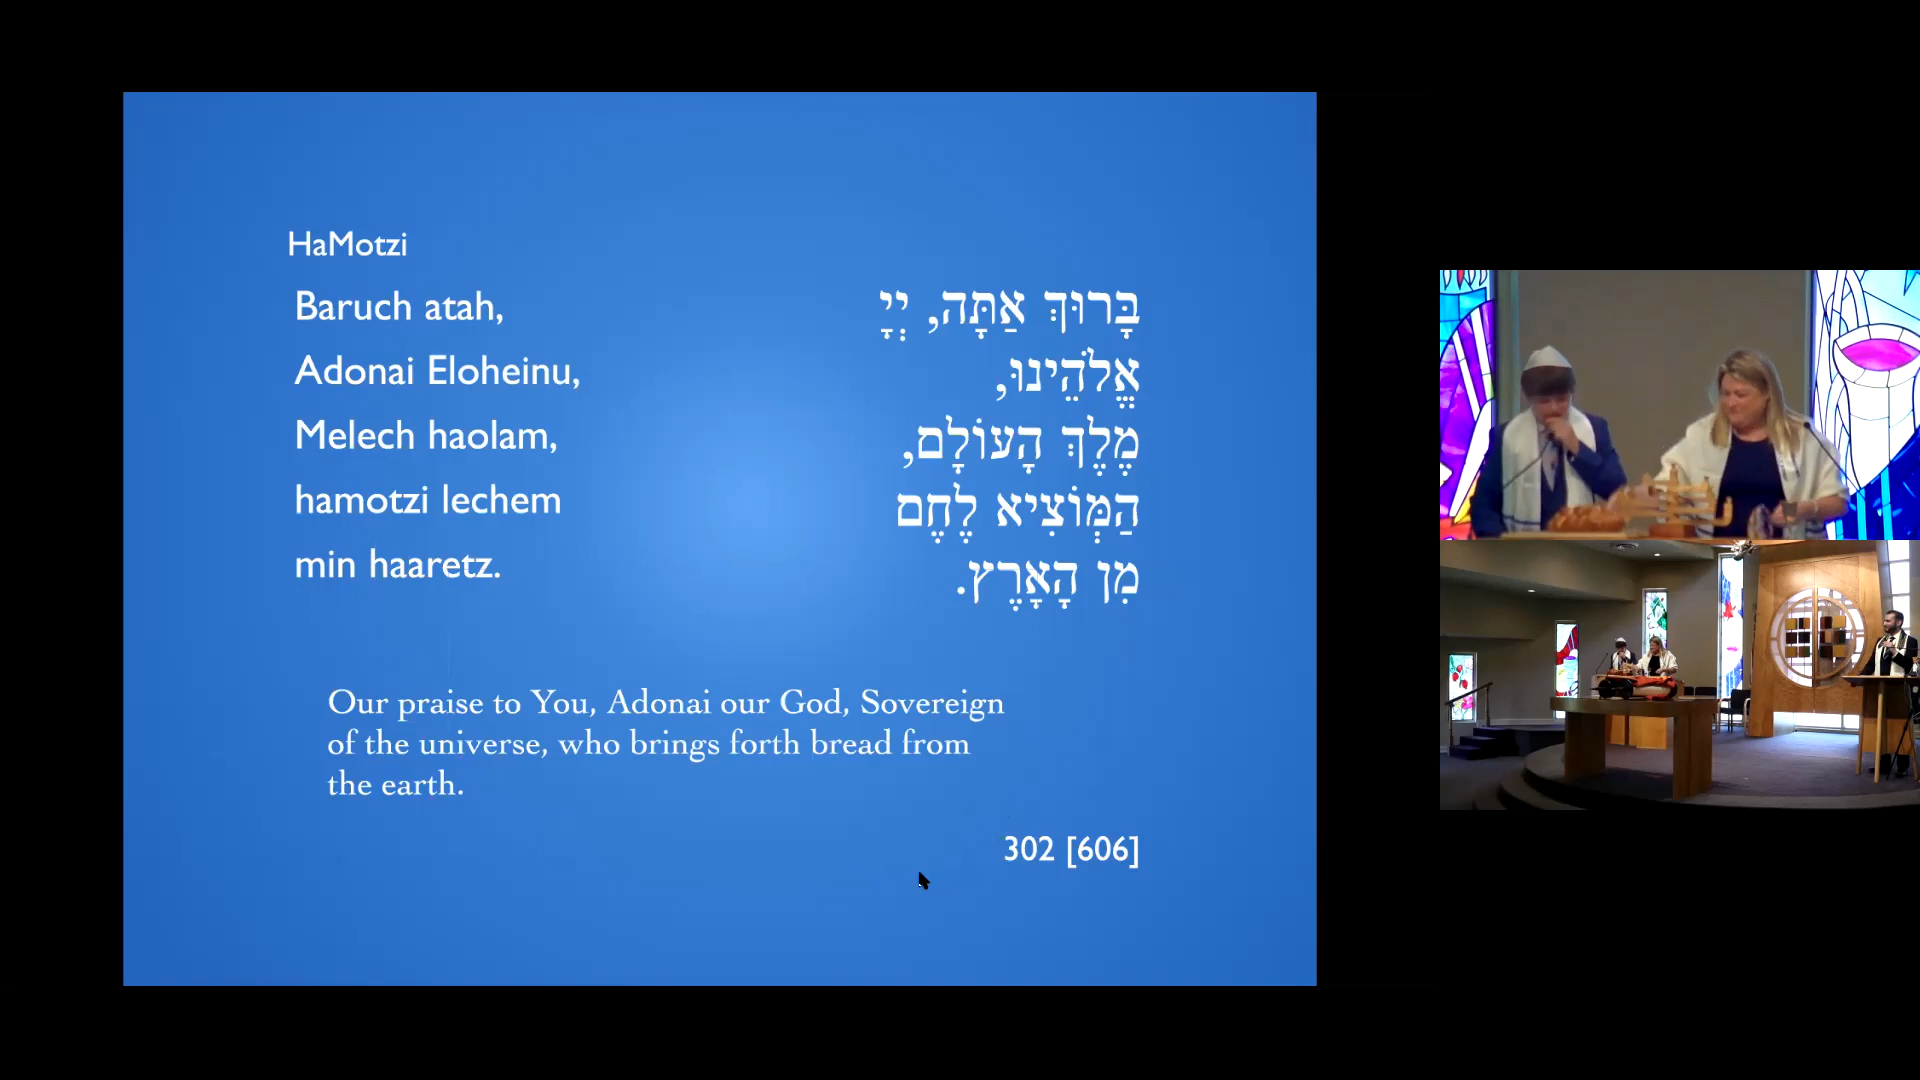 HaMotzi
Baruch atah,
Adonai Eloheinu,
Melech haolam,
hamotzi lechem
min haaretz.
בָּרוּךְ אַתָּה, יְיָ
אֱלֹהֵינוּ,
מֶלֶךְ הָעוֹלָם,
הַמּוֹצִיא לֶחֶם
מִן הָאָרֶץ.
Our praise to You, Adonai our God, Sovereign
of the universe, who brings forth bread from
the earth.
302 [606]